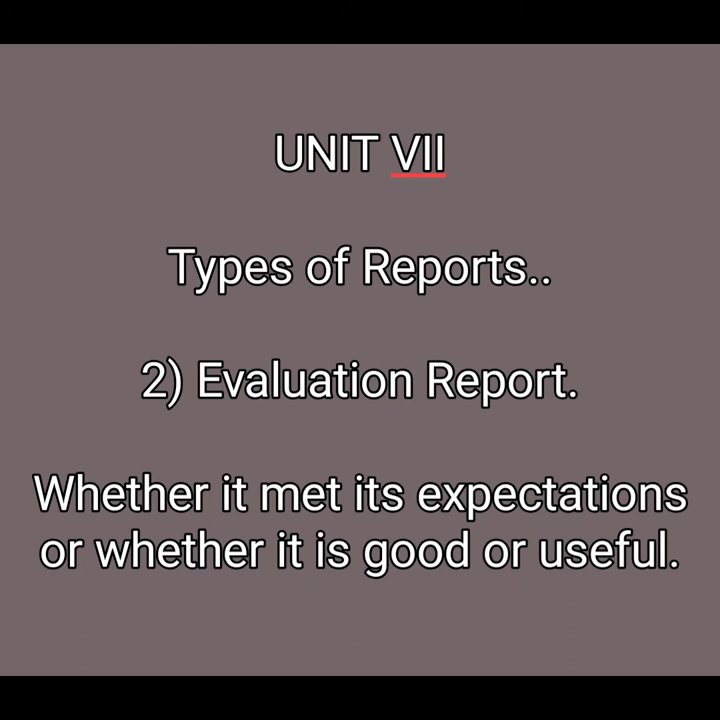 UNIT VII
Types of Reports..
2) Evaluation Report.
Whether it met its expectations
or whether it is good or useful.